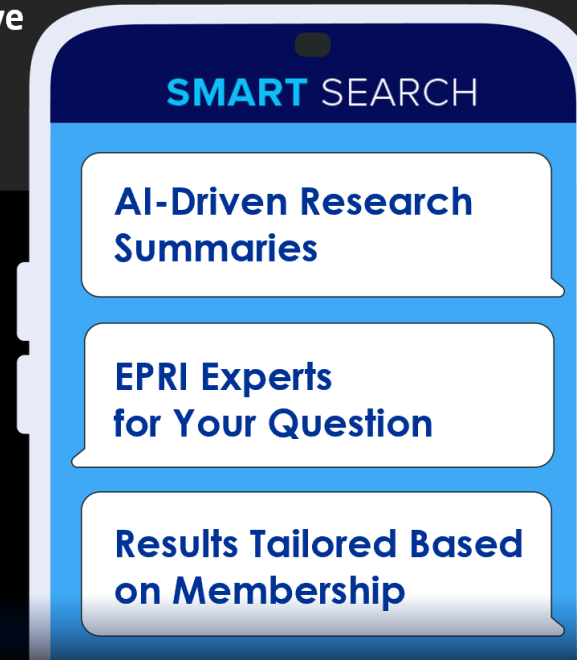 SMART SEARCH
AI-Driven Research
Summaries
EPRI Experts
for Your Question
Results Tailored Based
on Membership